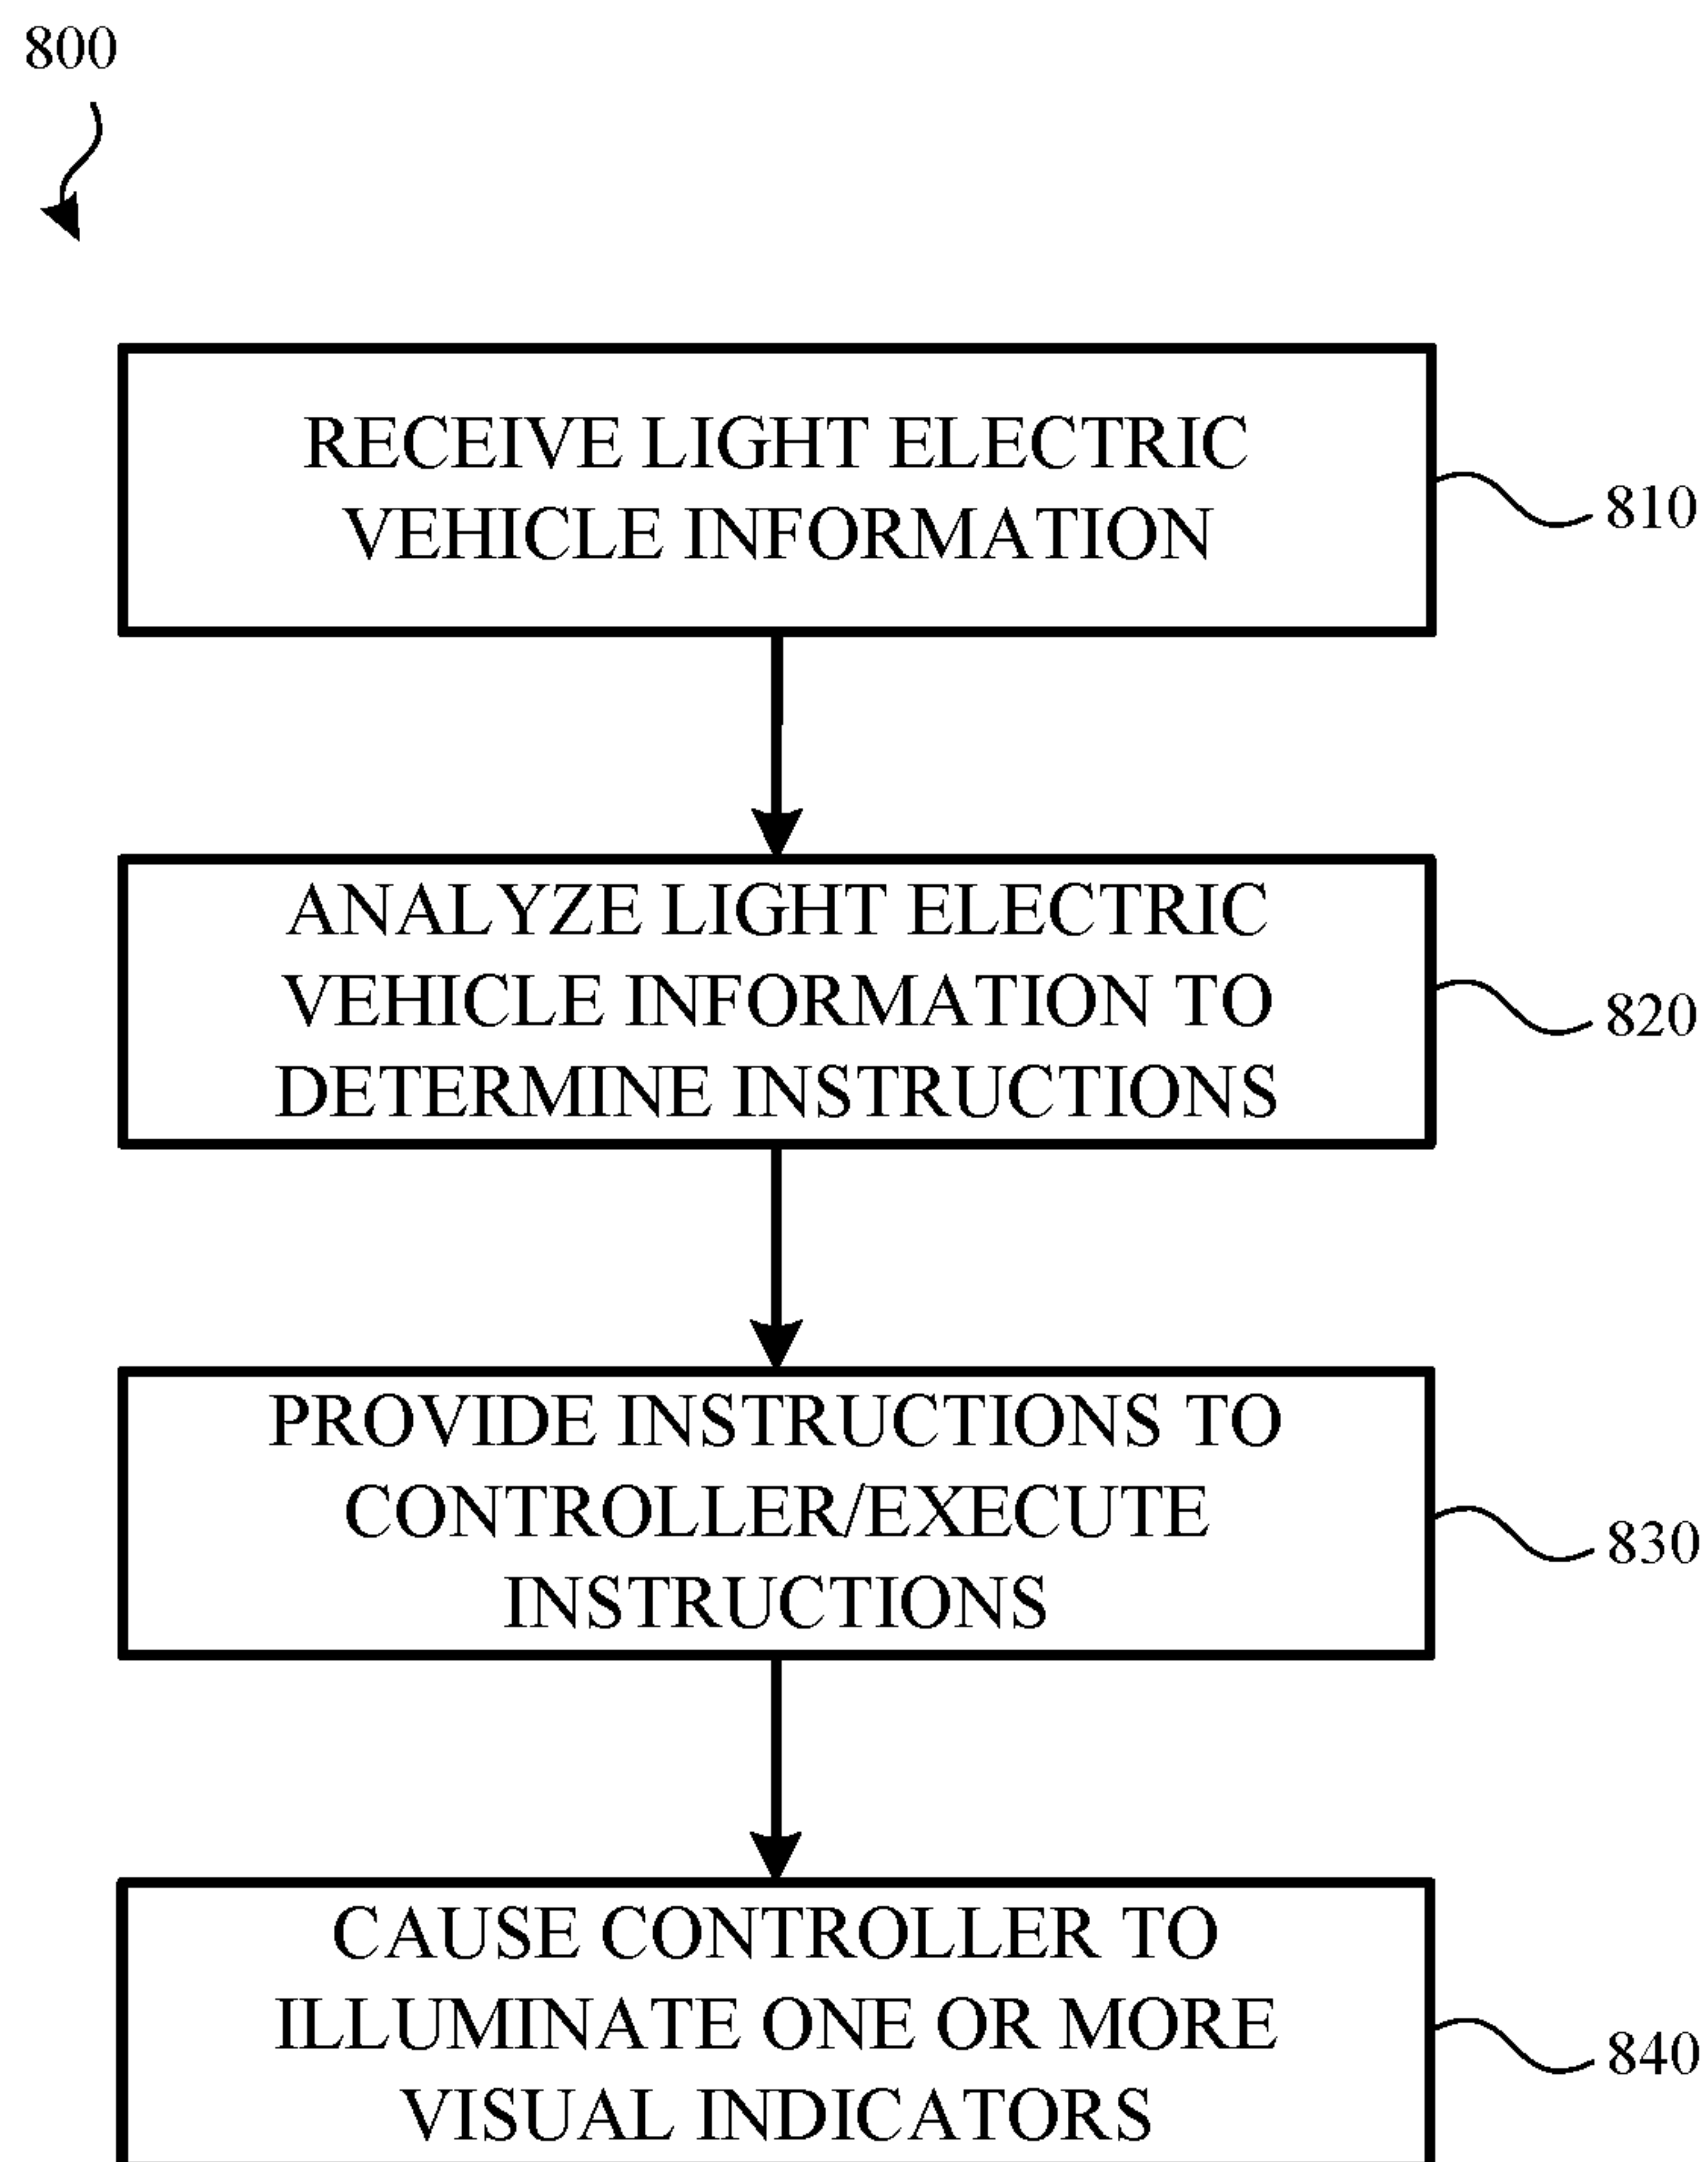 800
RECEIVE LIGHT ELECTRIC
VEHICLE INFORMATION
810
ANALYZE LIGHT ELECTRIC
VEHICLE INFORMATION TO
DETERMINE INSTRUCTIONS
820
PROVIDE INSTRUCTIONS TO
CONTROLLER/EXECUTE
INSTRUCTIONS
830
CAUSE CONTROLLER TO
ILLUMINATE ONE OR MORE
VISUAL INDICATORS
840